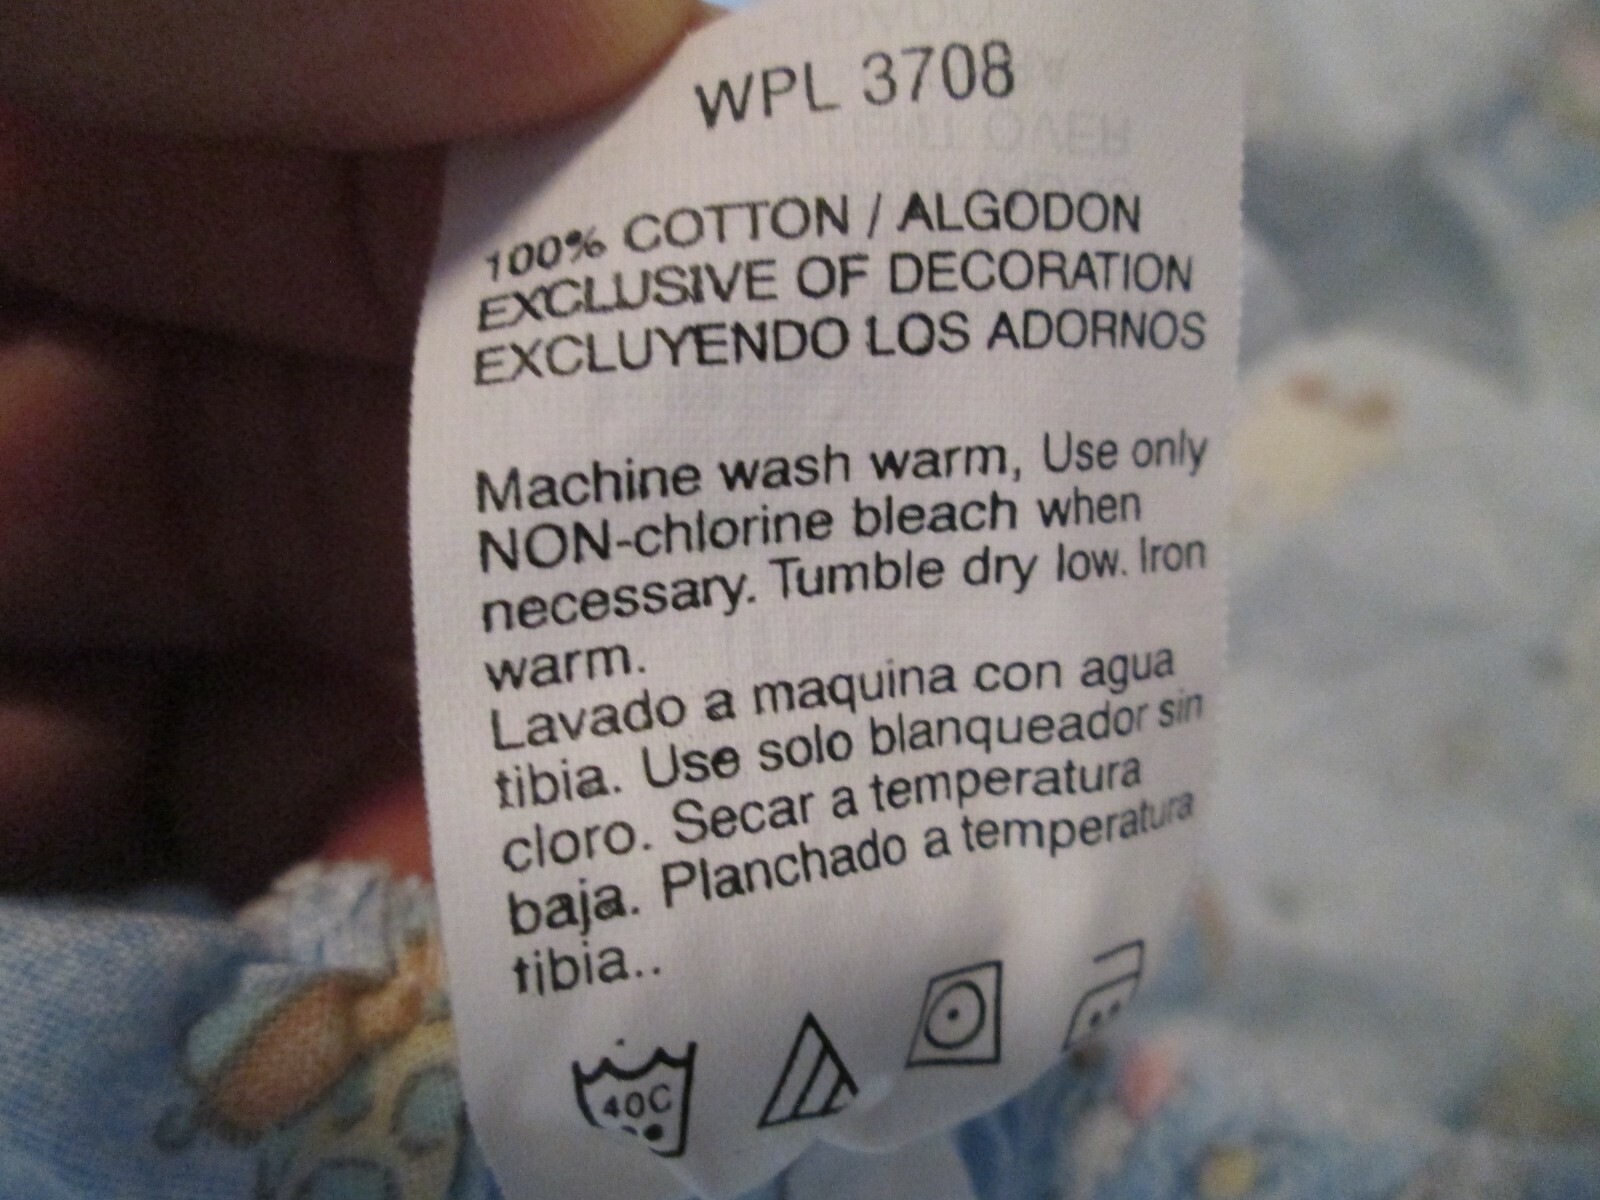 WPL 3708
100% COTTON / ALGODON
EXCLUSIVE OF DECORATION
EXCLUYENDO LOS ADORNOS
Machine wash warm, Use only
NON-chlorine bleach when
necessary. Tumble dry low. Iron
warm.
Lavado a maquina con agua
tibia. Use solo blanqueador sin
cloro. Secar a temperatura
baja. Planchado a temperatura
tibia..
40C